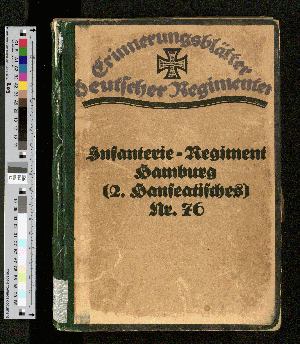 Erinnerungsblätter
deutscher Regimenter
Infanterie-Regiment
Hamburg
(2. Hanseatisches)
Nr. 76